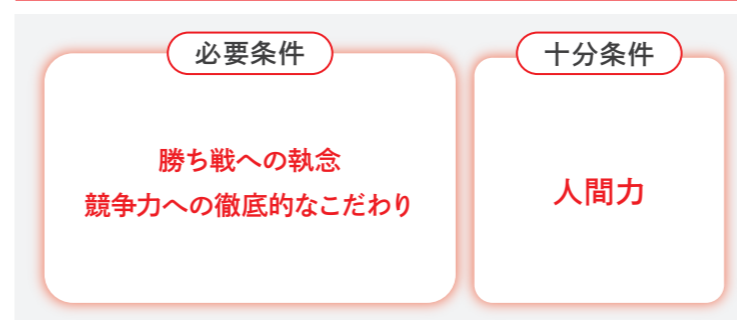 必要条件
勝ち戦への執念
競争力への徹底的なこだわり
十分条件
人間力